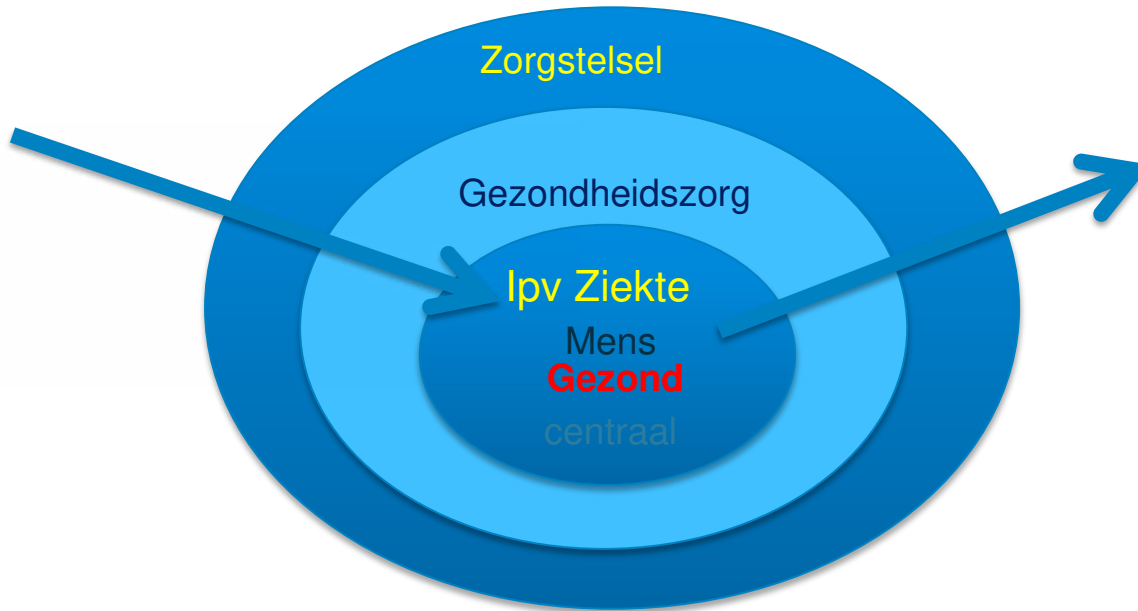 Zorgstelsel
Gezondheidszorg
Ipv Ziekte
Mens
Gezond
centraal